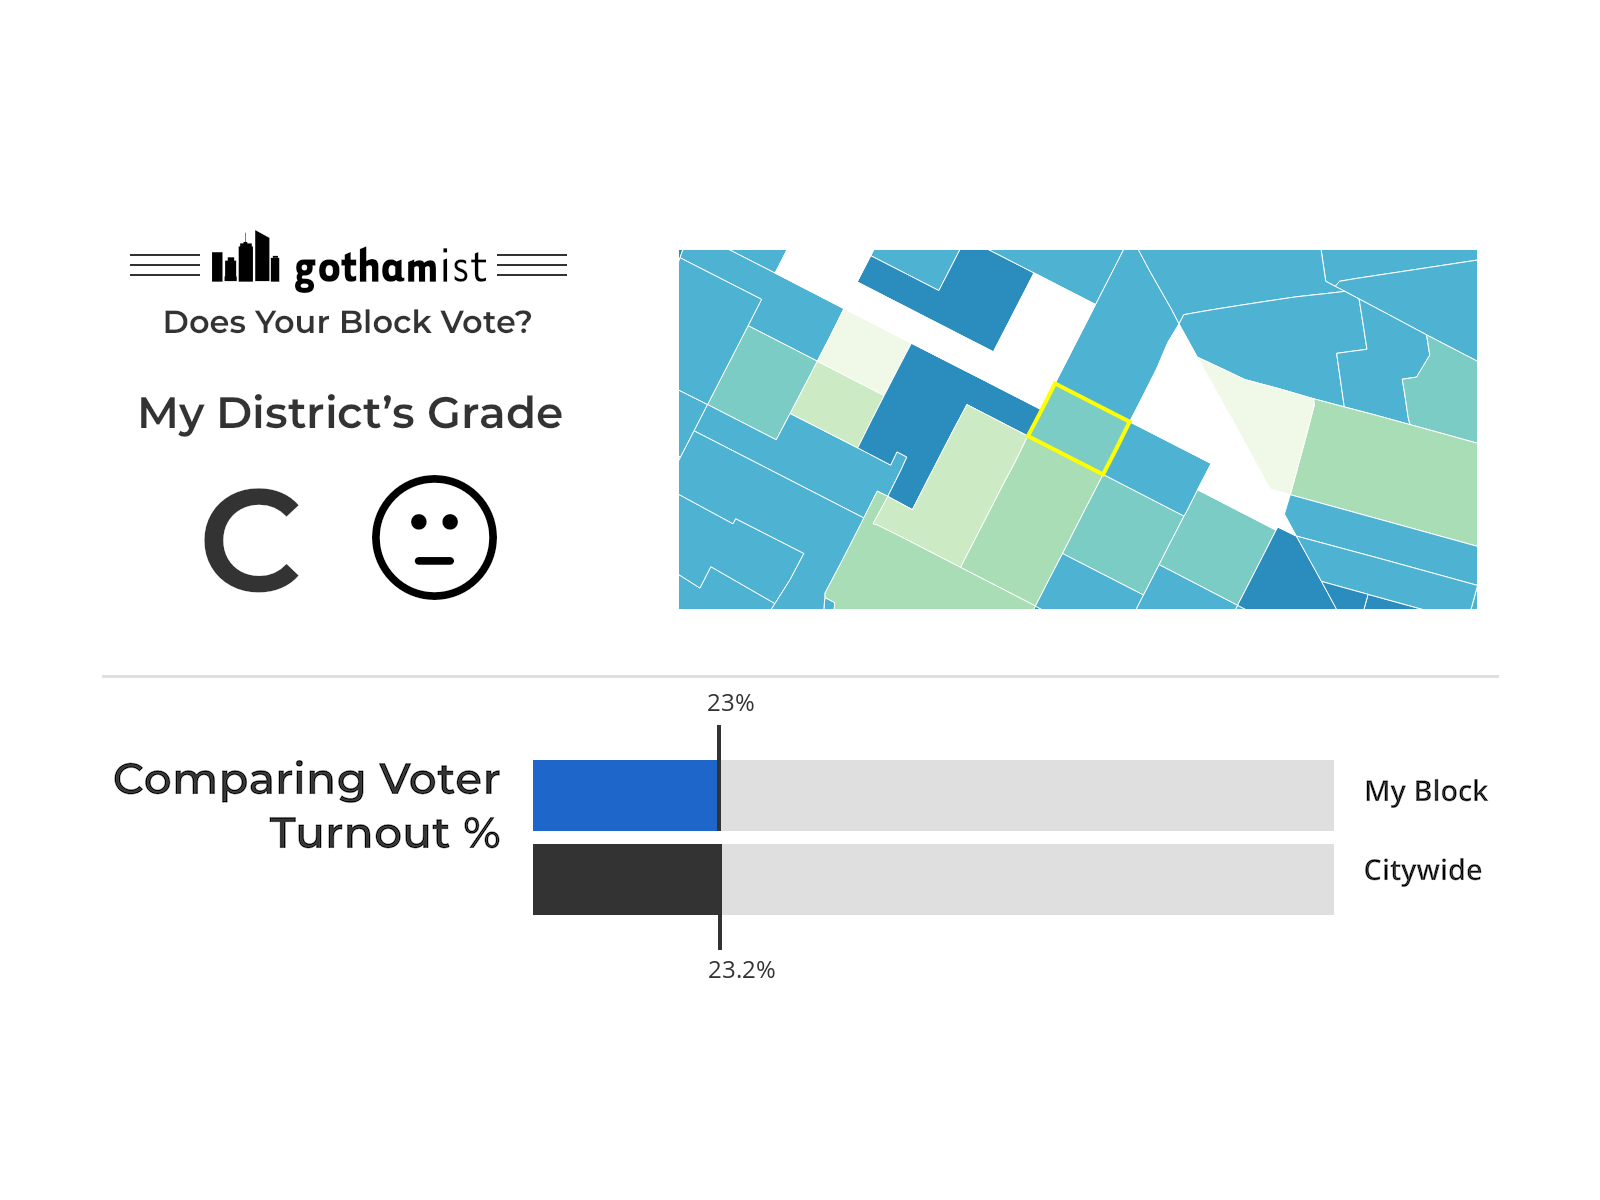 gothamist
Does Your Block Vote?
My District’s Grade
C
23%
Comparing Voter
Turnout %
My Block
Citywide
23.2%